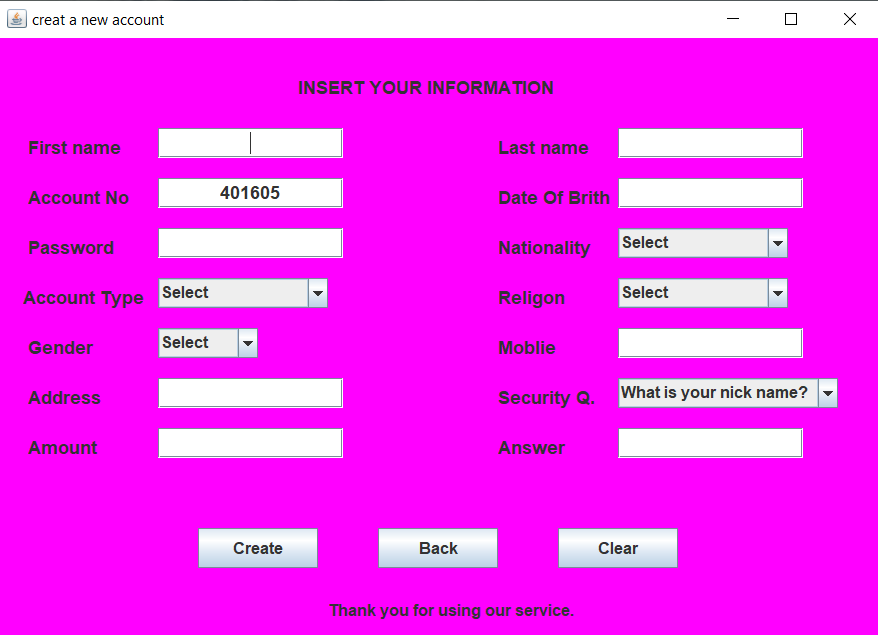 creat a new account
INSERT YOUR INFORMATION
First name Last name
Account No 401605 Date Of Brith
Password Nationality Select
Account Type Select Religon Select
Gender Select Moblie
Address Security Q. What is your nick name?
Amount Answer
Create Back Clear
Thank you for using our service.